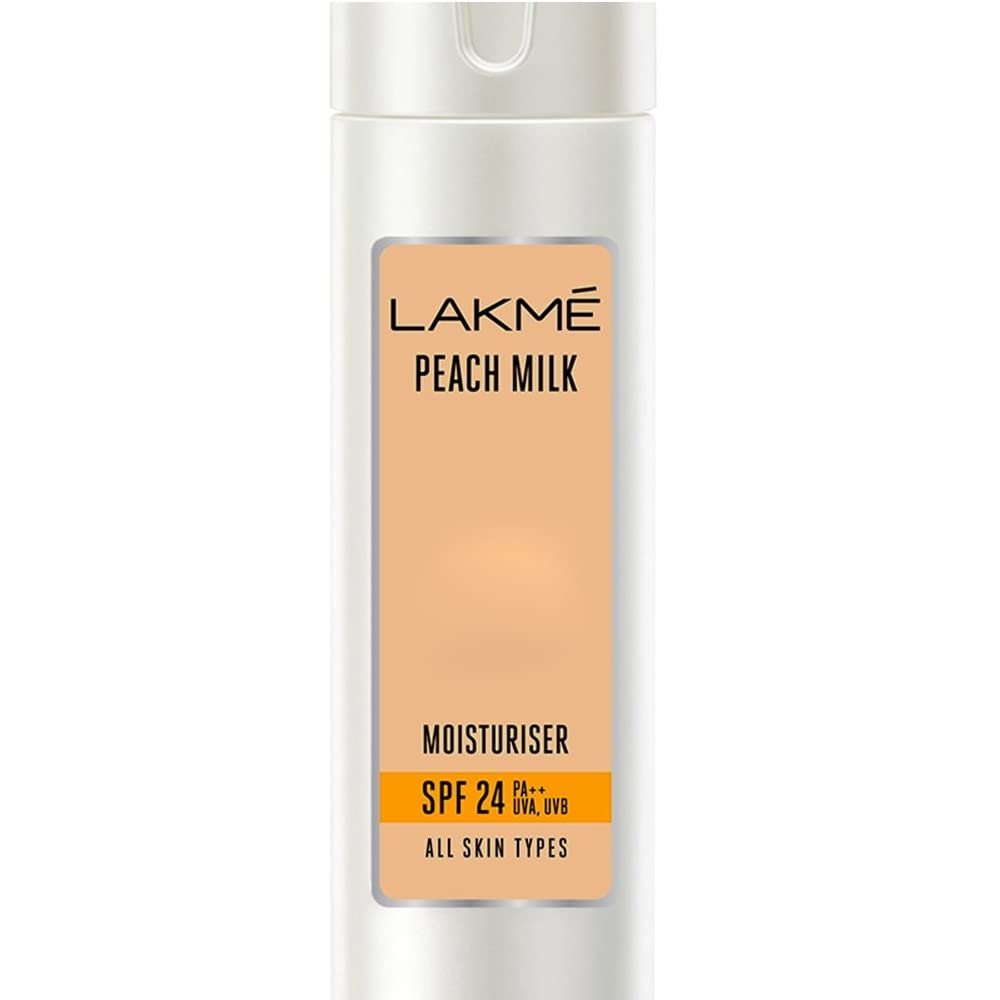 LAKMÉ
PEACH MILK
MOISTURISER
SPF 24 PA++
UVA, UVB
ALL SKIN TYPES